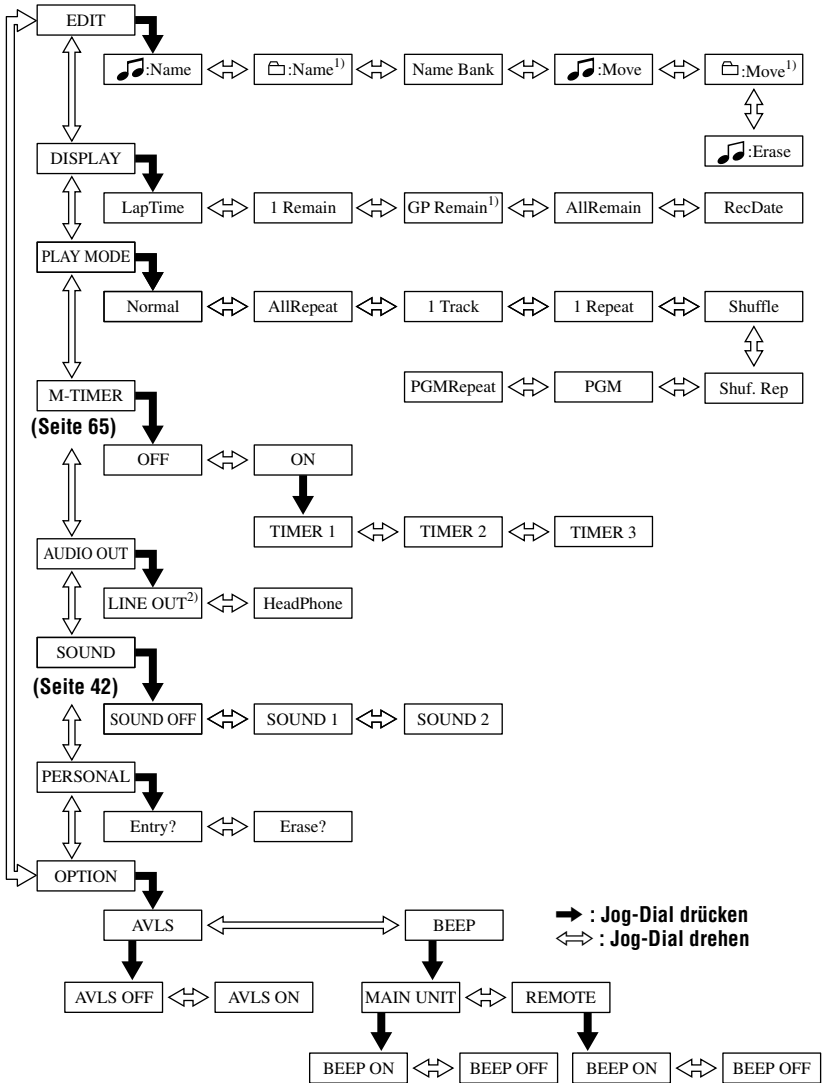 EDIT
:Name :Name1) Name Bank :Move :Move1)
:Erase
DISPLAY
LapTime 1 Remain GP Remain1) AllRemain RecDate
PLAY MODE
Normal AllRepeat 1 Track 1 Repeat Shuffle
PGMRepeat PGM Shuf. Rep
M-TIMER
(Seite 65)
OFF ON
TIMER 1 TIMER 2 TIMER 3
AUDIO OUT
LINE OUT2) HeadPhone
SOUND
(Seite 42)
SOUND OFF SOUND 1 SOUND 2
PERSONAL
Entry? Erase?
OPTION
AVLS BEEP
: Jog-Dial drücken
: Jog-Dial drehen
AVLS OFF AVLS ON MAIN UNIT REMOTE
BEEP ON BEEP OFF BEEP ON BEEP OFF